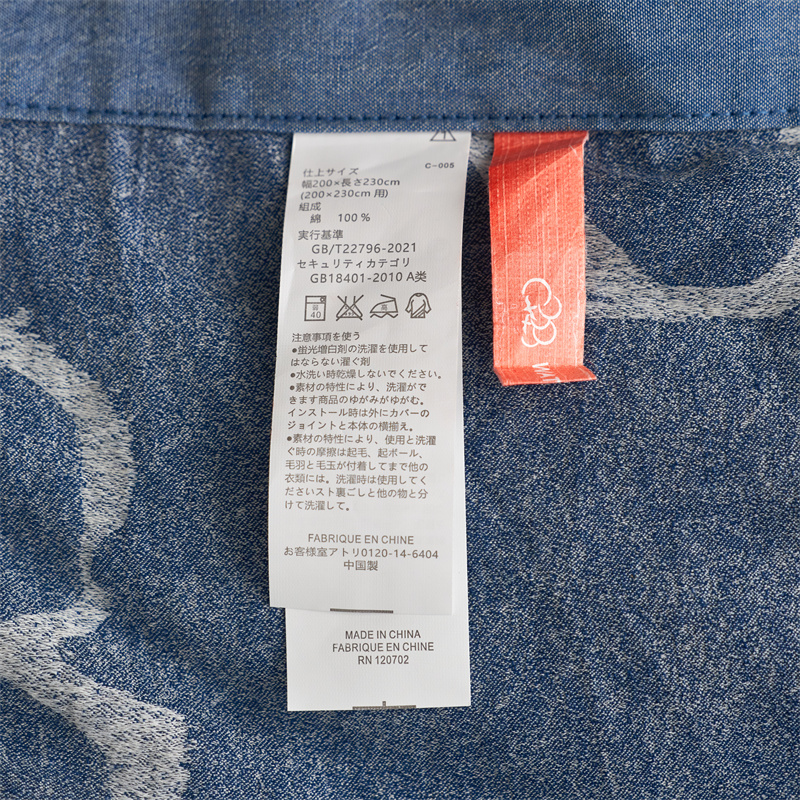 C-005
仕上サイズ
幅200×長さ230cm
(200×230cm 用)
組成
綿 100 %
実行基準
GB/T22796-2021
セキュリティカテゴリ
GB18401-2010 A类
40
注意事項を使う
●蛍光増白剤の洗濯を使用して
はならない濯ぐ剤
●水洗い時乾燥しないでください。
●素材の特性により、洗濯がで
きます商品のゆがみがゆがむ。
インストール時は外にカバーの
ジョイントと本体の横揃え。
●素材の特性により、使用と洗濯
ぐ時の摩擦は起毛、起ボール、
毛羽と毛玉が付着してまで他の
衣類には。洗濯時は使用してく
ださいスト裏ごしと他の物と分
けて洗濯して。
FABRIQUE EN CHINE
お客様室アトリ0120-14-6404
中国製
MADE IN CHINA
FABRIQUE EN CHINE
RN 120702